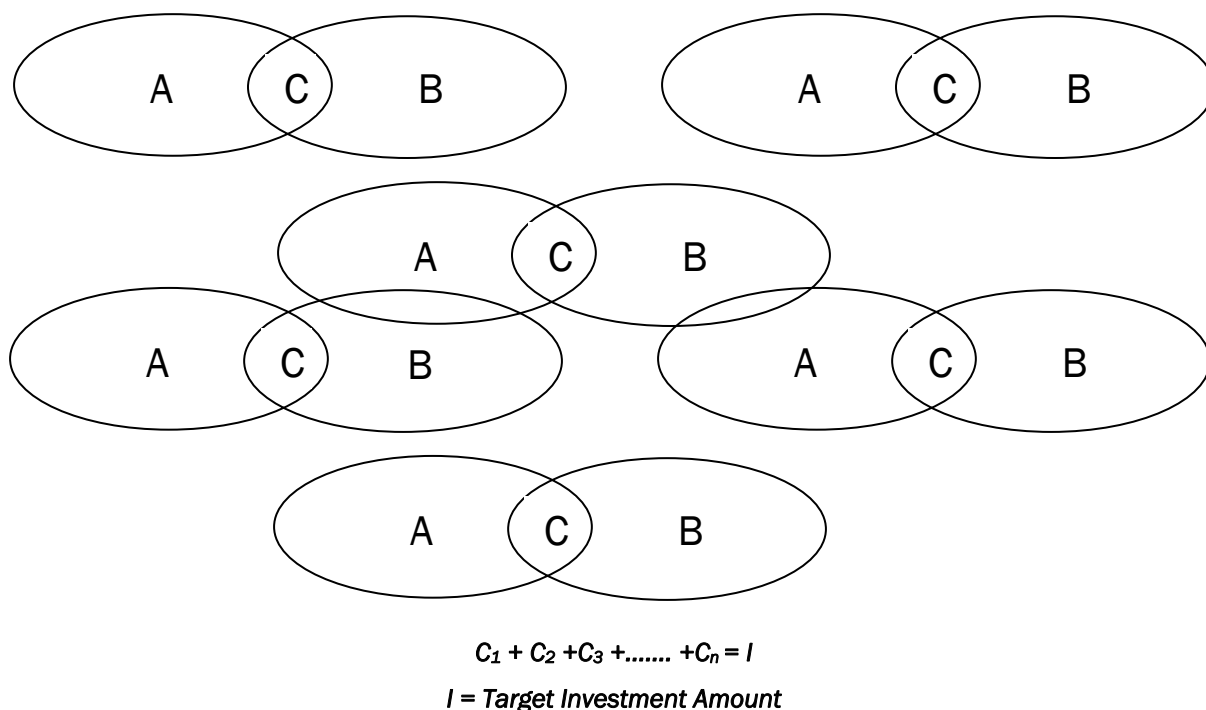 A C B A C B
A C B
A C B A C B
A C B
C₁ + C₂ +C₃ +....... +Cₙ = I
I = Target Investment Amount